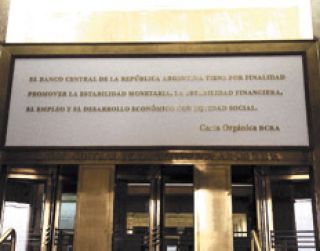 EL BANCO CENTRAL DE LA REPÚBLICA ARGENTINA TIENE POR FINALIDAD
PROMOVER LA ESTABILIDAD MONETARIA, LA ESTABILIDAD FINANCIERA,
EL EMPLEO Y EL DESARROLLO ECONÓMICO CON EQUIDAD SOCIAL.
Carta Orgánica BCRA